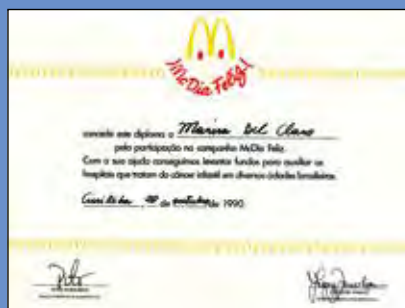 McDia Feliz!
concede este diploma a Marina Del Claro
pela participação na campanha McDia Feliz.
Com a sua ajuda conseguimos levantar fundos para auxiliar os
hospitais que tratam do câncer infantil em diversas cidades brasileiras.
Curitiba, de outubro de 1990.